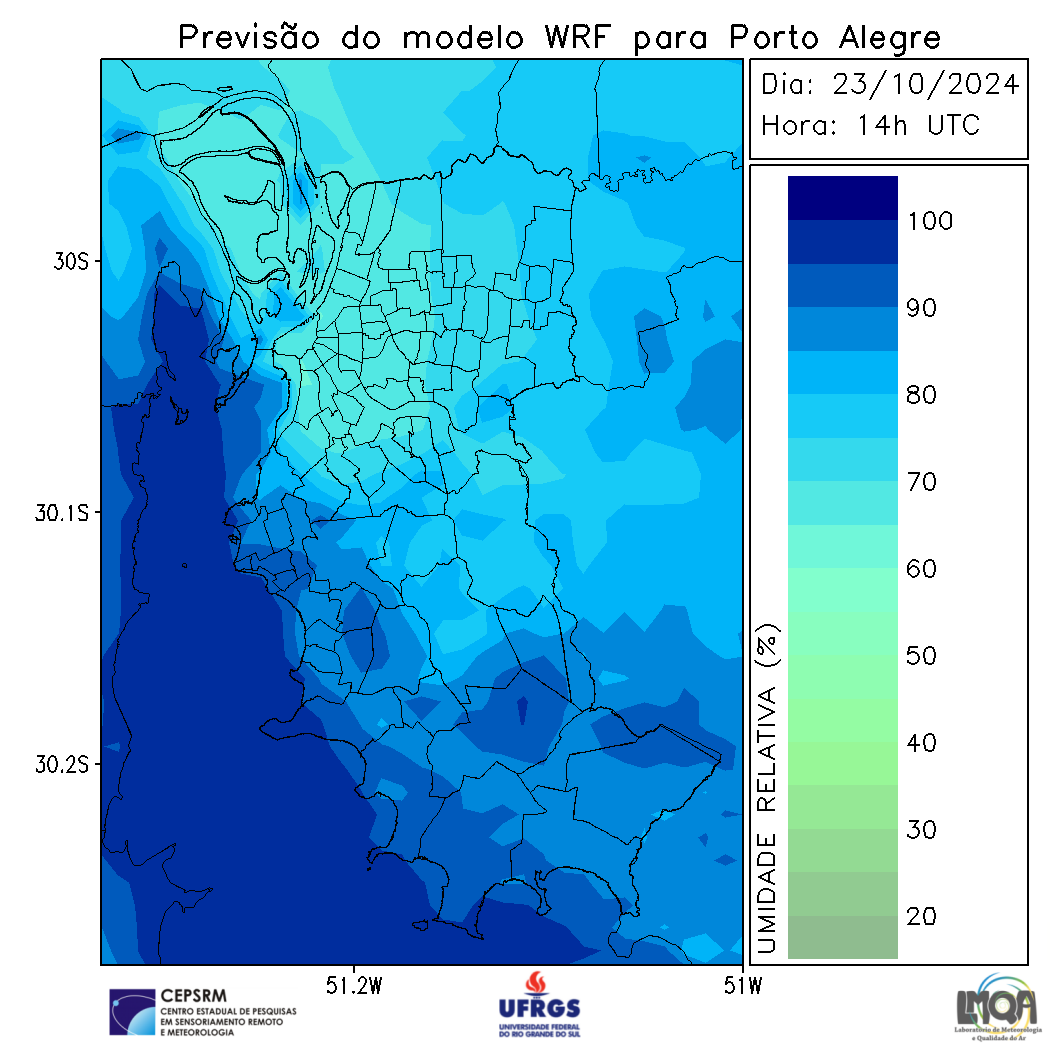 Previsão do modelo WRF para Porto Alegre
Dia: 23/10/2024
Hora: 14h UTC
30S
30.1S
30.2S
51.2W
51W
100
90
80
70
60
50
40
30
20
UMIDADE RELATIVA (%)
CEPSRM
CENTRO ESTADUAL DE PESQUISAS
EM SENSORIAMENTO REMOTO
E METEOROLOGIA
UFRGS
UNIVERSIDADE FEDERAL
DO RIO GRANDE DO SUL
LMQA
Laboratório de Meteorologia
e Qualidade do Ar